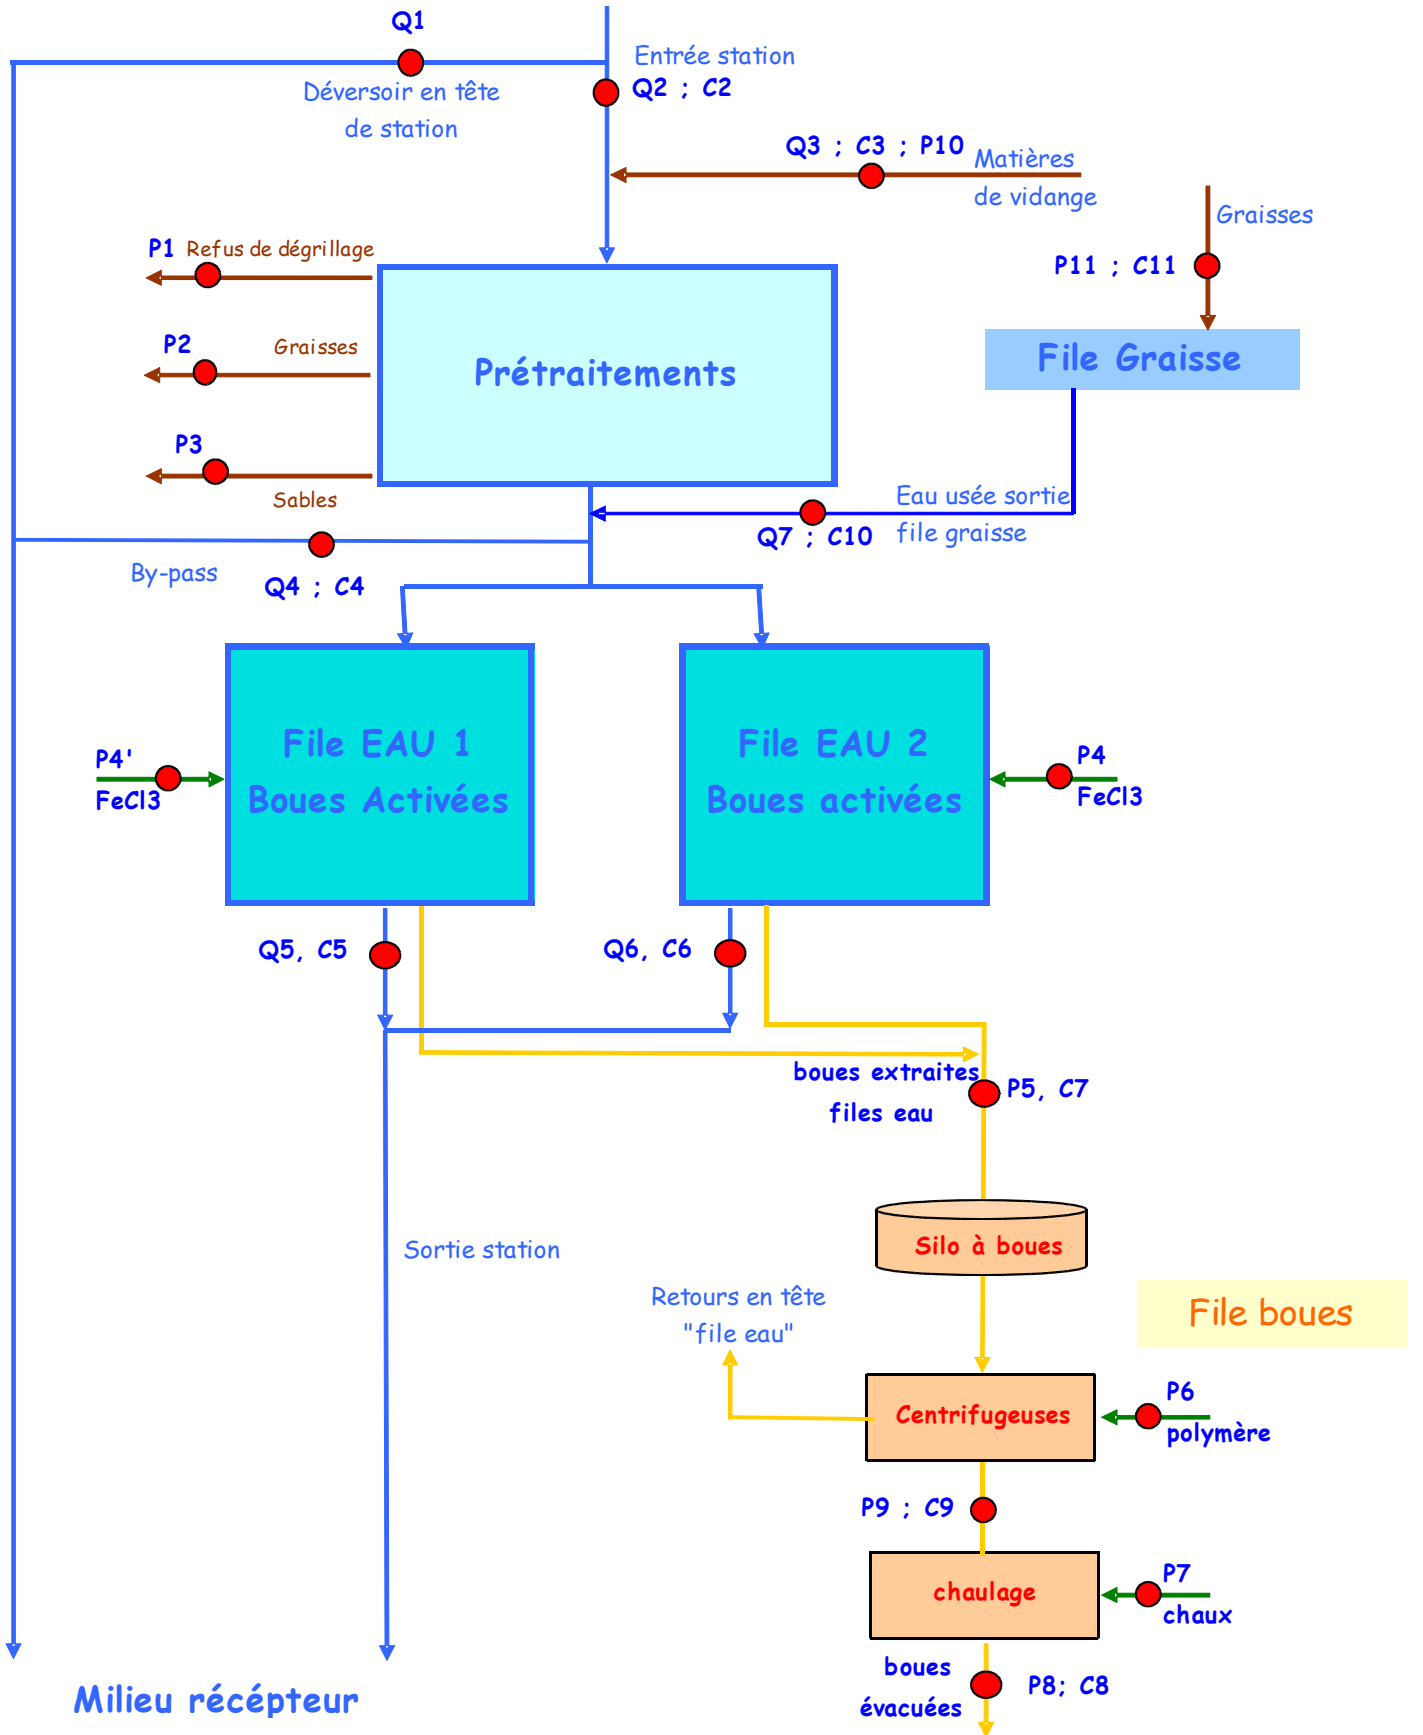 Q1
Entrée station
Q2 ; C2
Déversoir en tête
de station
Q3 ; C3 ; P10
Matières
de vidange
Graisses
P1 Refus de dégrillage
P11 ; C11
P2
Graisses
Prétraitements
File Graisse
P3
Sables
Eau usée sortie
file graisse
Q7 ; C10
By-pass
Q4 ; C4
File EAU 1
Boues Activées
File EAU 2
Boues activées
P4'
FeCl3
P4
FeCl3
Q5, C5
Q6, C6
boues extraites
files eau
P5, C7
Sortie station
Silo à boues
Retours en tête
"file eau"
File boues
Centrifugeuses
P6
polymère
P9 ; C9
chaulage
P7
chaux
boues
évacuées
P8; C8
Milieu récépteur